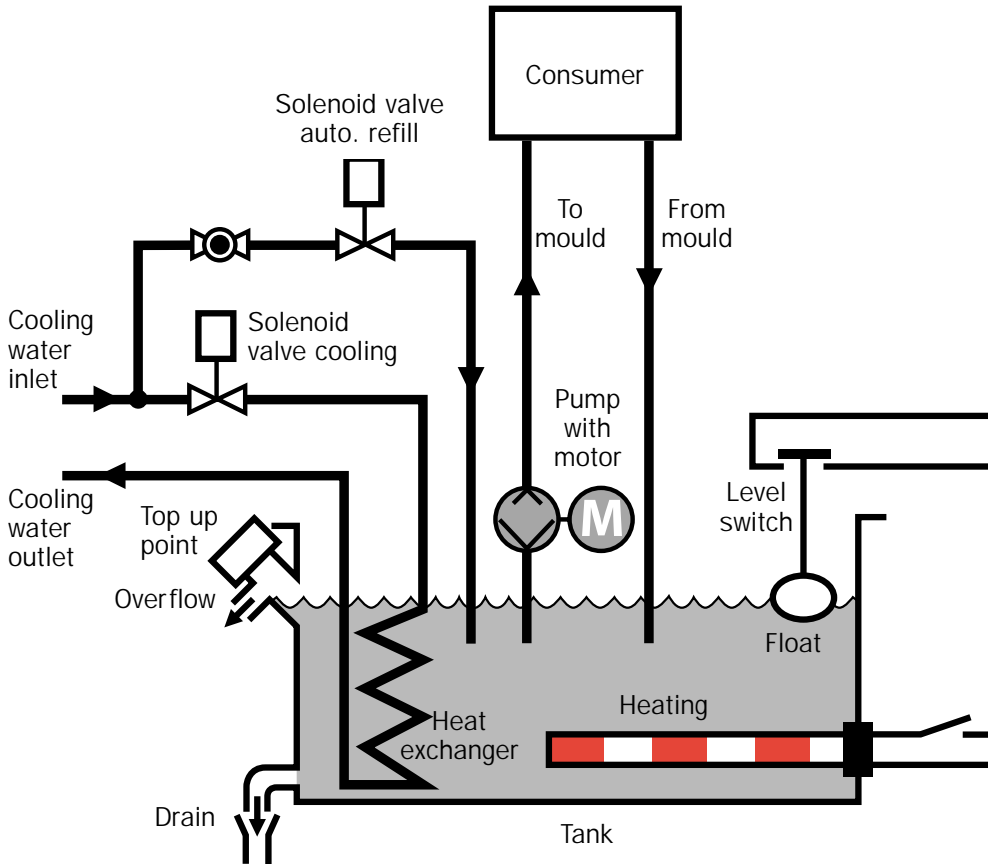 Consumer
Solenoid valve
auto. refill
To
mould
From
mould
Cooling
water
inlet
Solenoid
valve cooling
Pump
with
motor
M
Level
switch
Cooling
water
outlet
Top up
point
Overflow
Float
Heating
Heat
exchanger
Drain
Tank